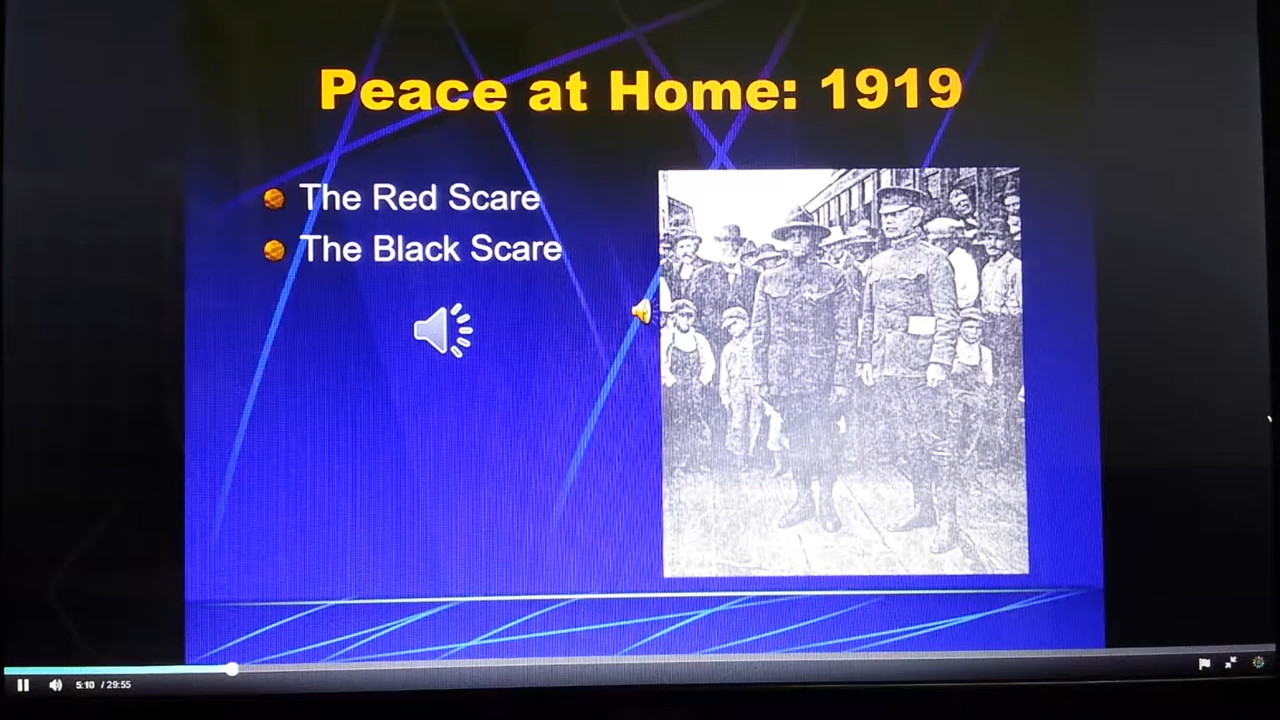 Peace at Home: 1919
The Red Scare
The Black Scare
5:10 / 29:55